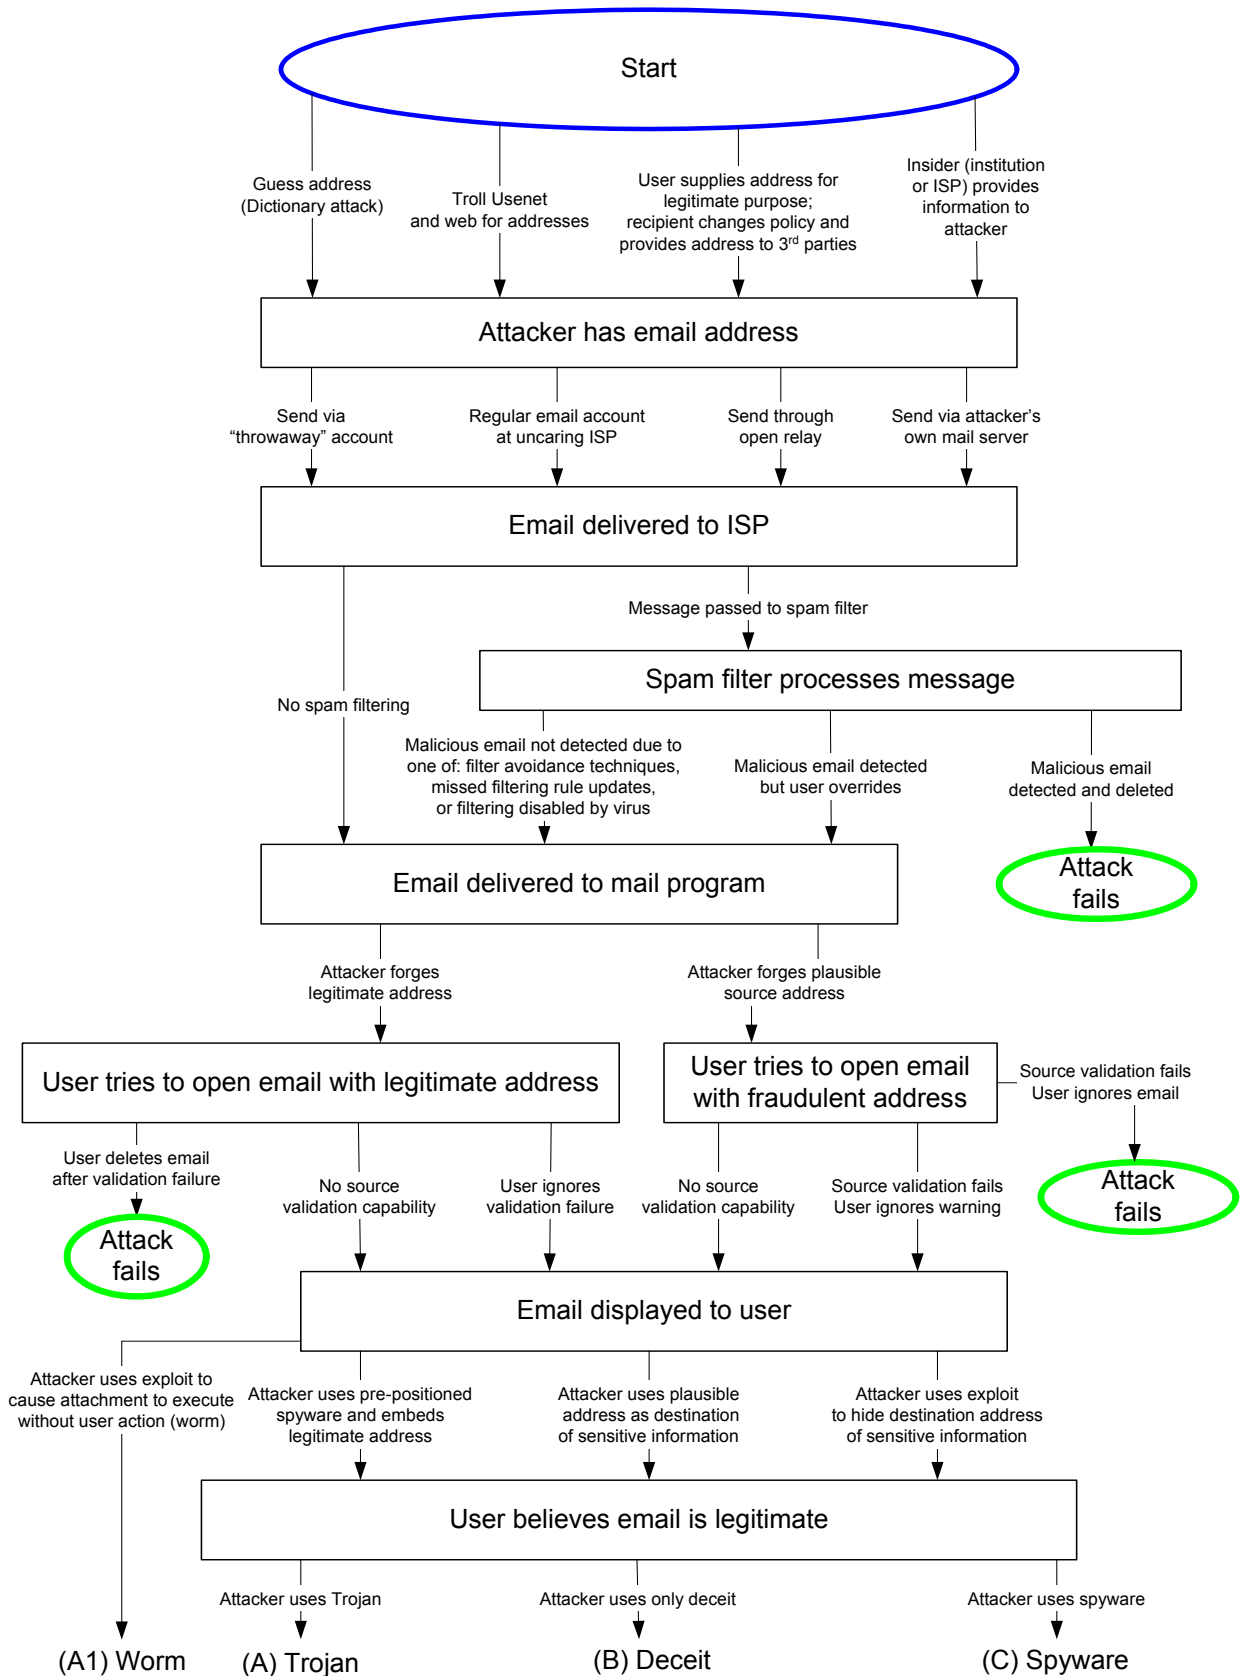 Start
Guess address
(Dictionary attack)
Troll Usenet
and web for addresses
User supplies address for
legitimate purpose;
recipient changes policy and
provides address to 3rd parties
Insider (institution
or ISP) provides
information to
attacker
Attacker has email address
Send via
“throwaway” account
Regular email account
at uncaring ISP
Send through
open relay
Send via attacker’s
own mail server
Email delivered to ISP
Message passed to spam filter
Spam filter processes message
No spam filtering
Malicious email not detected due to
one of: filter avoidance techniques,
missed filtering rule updates,
or filtering disabled by virus
Malicious email detected
but user overrides
Malicious email
detected and deleted
Attack
fails
Email delivered to mail program
Attacker forges
legitimate address
Attacker forges plausible
source address
User tries to open email with legitimate address
User tries to open email
with fraudulent address
Source validation fails
User ignores email
User deletes email
after validation failure
No source
validation capability
User ignores
validation failure
No source
validation capability
Source validation fails
User ignores warning
Attack
fails
Attack
fails
Email displayed to user
Attacker uses exploit to
cause attachment to execute
without user action (worm)
Attacker uses pre-positioned
spyware and embeds
legitimate address
Attacker uses plausible
address as destination
of sensitive information
Attacker uses exploit
to hide destination address
of sensitive information
User believes email is legitimate
Attacker uses Trojan
Attacker uses only deceit
Attacker uses spyware
(A1) Worm
(A) Trojan
(B) Deceit
(C) Spyware